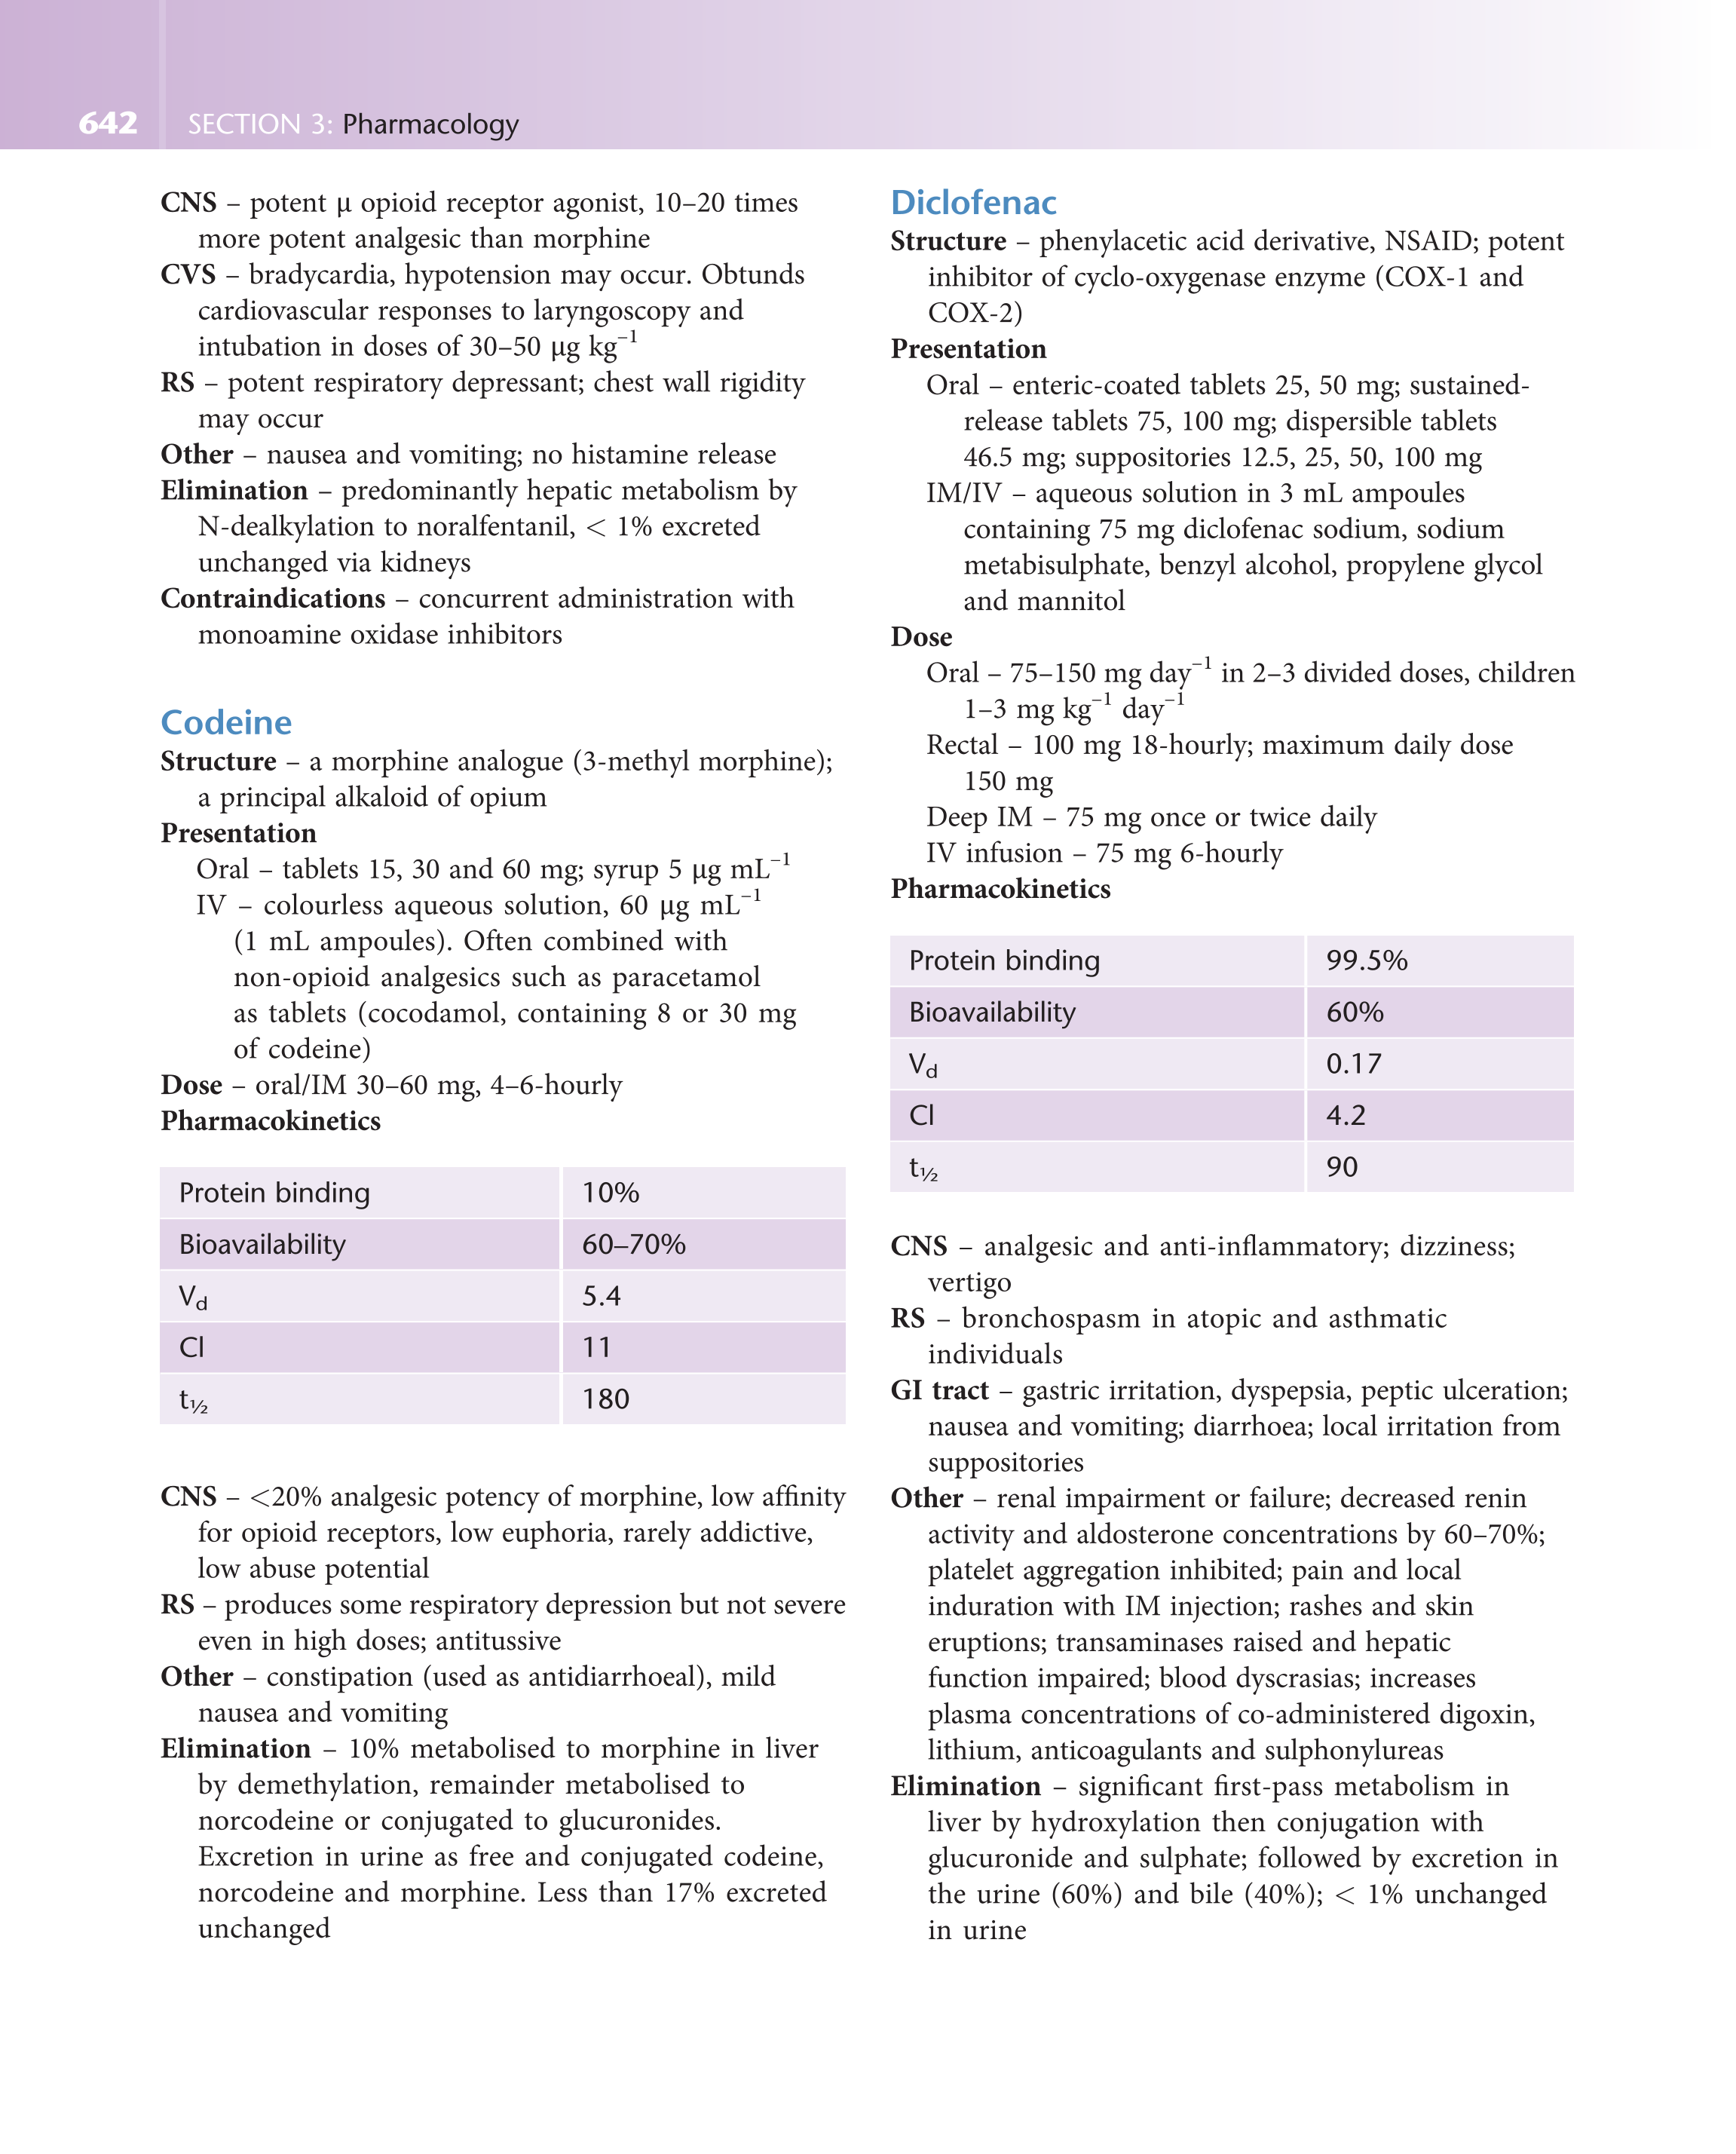 642 SECTION 3: Pharmacology
CNS – potent μ opioid receptor agonist, 10–20 times
more potent analgesic than morphine
CVS – bradycardia, hypotension may occur. Obtunds
cardiovascular responses to laryngoscopy and
intubation in doses of 30–50 μg kg⁻¹
RS – potent respiratory depressant; chest wall rigidity
may occur
Other – nausea and vomiting; no histamine release
Elimination – predominantly hepatic metabolism by
N-dealkylation to noralfentanil, < 1% excreted
unchanged via kidneys
Contraindications – concurrent administration with
monoamine oxidase inhibitors
Codeine
Structure – a morphine analogue (3-methyl morphine);
a principal alkaloid of opium
Presentation
Oral – tablets 15, 30 and 60 mg; syrup 5 μg mL⁻¹
IV – colourless aqueous solution, 60 μg mL⁻¹
(1 mL ampoules). Often combined with
non-opioid analgesics such as paracetamol
as tablets (cocodamol, containing 8 or 30 mg
of codeine)
Dose – oral/IM 30–60 mg, 4–6-hourly
Pharmacokinetics
Protein binding 10%
Bioavailability 60–70%
Vd 5.4
Cl 11
t½ 180
CNS – <20% analgesic potency of morphine, low affinity
for opioid receptors, low euphoria, rarely addictive,
low abuse potential
RS – produces some respiratory depression but not severe
even in high doses; antitussive
Other – constipation (used as antidiarrhoeal), mild
nausea and vomiting
Elimination – 10% metabolised to morphine in liver
by demethylation, remainder metabolised to
norcodeine or conjugated to glucuronides.
Excretion in urine as free and conjugated codeine,
norcodeine and morphine. Less than 17% excreted
unchanged
Diclofenac
Structure – phenylacetic acid derivative, NSAID; potent
inhibitor of cyclo-oxygenase enzyme (COX-1 and
COX-2)
Presentation
Oral – enteric-coated tablets 25, 50 mg; sustained-
release tablets 75, 100 mg; dispersible tablets
46.5 mg; suppositories 12.5, 25, 50, 100 mg
IM/IV – aqueous solution in 3 mL ampoules
containing 75 mg diclofenac sodium, sodium
metabisulphate, benzyl alcohol, propylene glycol
and mannitol
Dose
Oral – 75–150 mg day⁻¹ in 2–3 divided doses, children
1–3 mg kg⁻¹ day⁻¹
Rectal – 100 mg 18-hourly; maximum daily dose
150 mg
Deep IM – 75 mg once or twice daily
IV infusion – 75 mg 6-hourly
Pharmacokinetics
Protein binding 99.5%
Bioavailability 60%
Vd 0.17
Cl 4.2
t½ 90
CNS – analgesic and anti-inflammatory; dizziness;
vertigo
RS – bronchospasm in atopic and asthmatic
individuals
GI tract – gastric irritation, dyspepsia, peptic ulceration;
nausea and vomiting; diarrhoea; local irritation from
suppositories
Other – renal impairment or failure; decreased renin
activity and aldosterone concentrations by 60–70%;
platelet aggregation inhibited; pain and local
induration with IM injection; rashes and skin
eruptions; transaminases raised and hepatic
function impaired; blood dyscrasias; increases
plasma concentrations of co-administered digoxin,
lithium, anticoagulants and sulphonylureas
Elimination – significant first-pass metabolism in
liver by hydroxylation then conjugation with
glucuronide and sulphate; followed by excretion in
the urine (60%) and bile (40%); < 1% unchanged
in urine